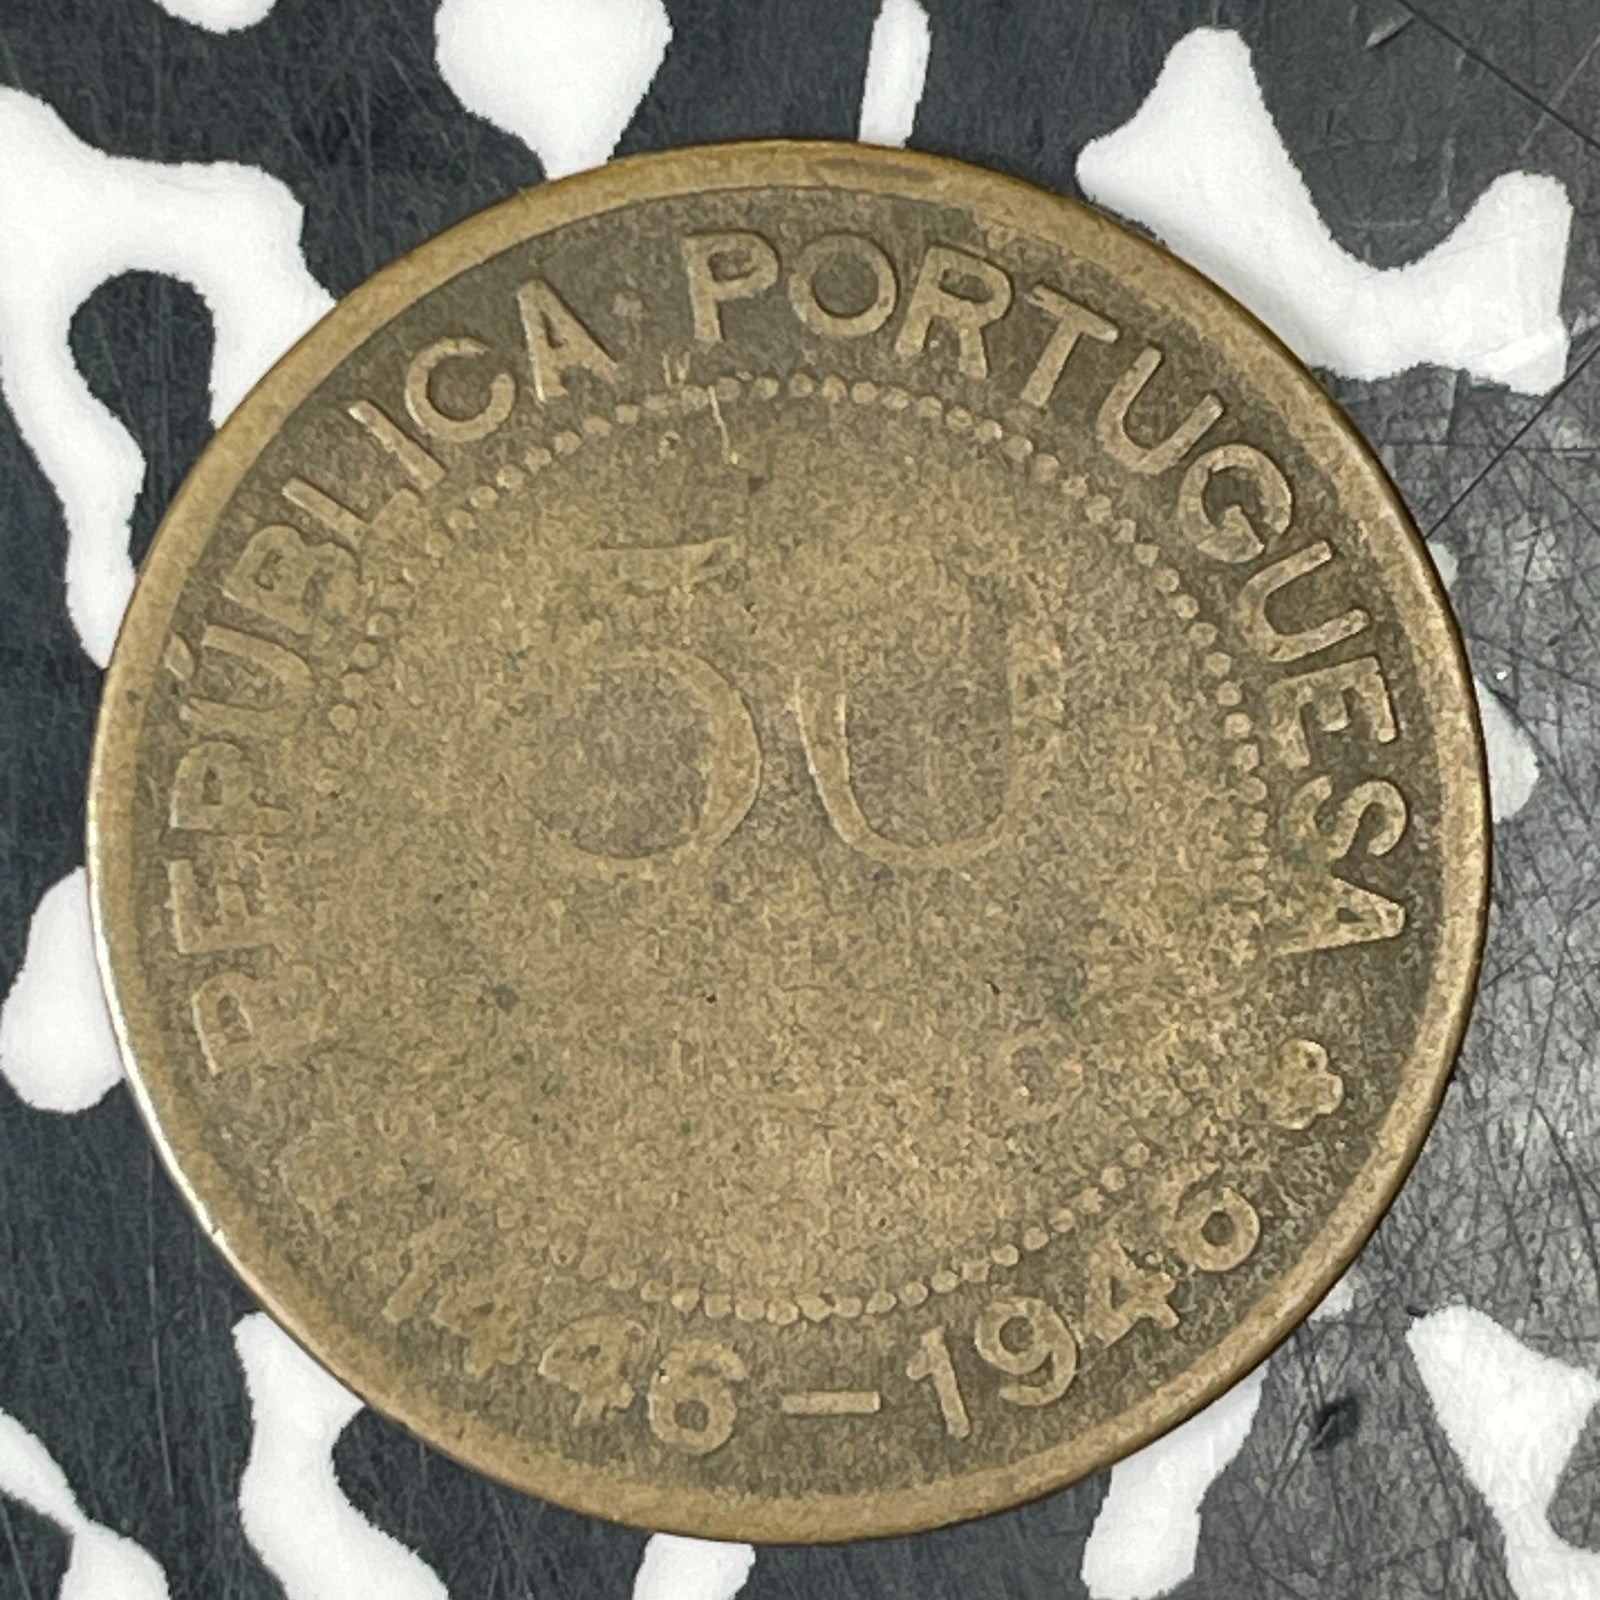 REPÚBLICA · PORTUGUESA
50
1446-1946